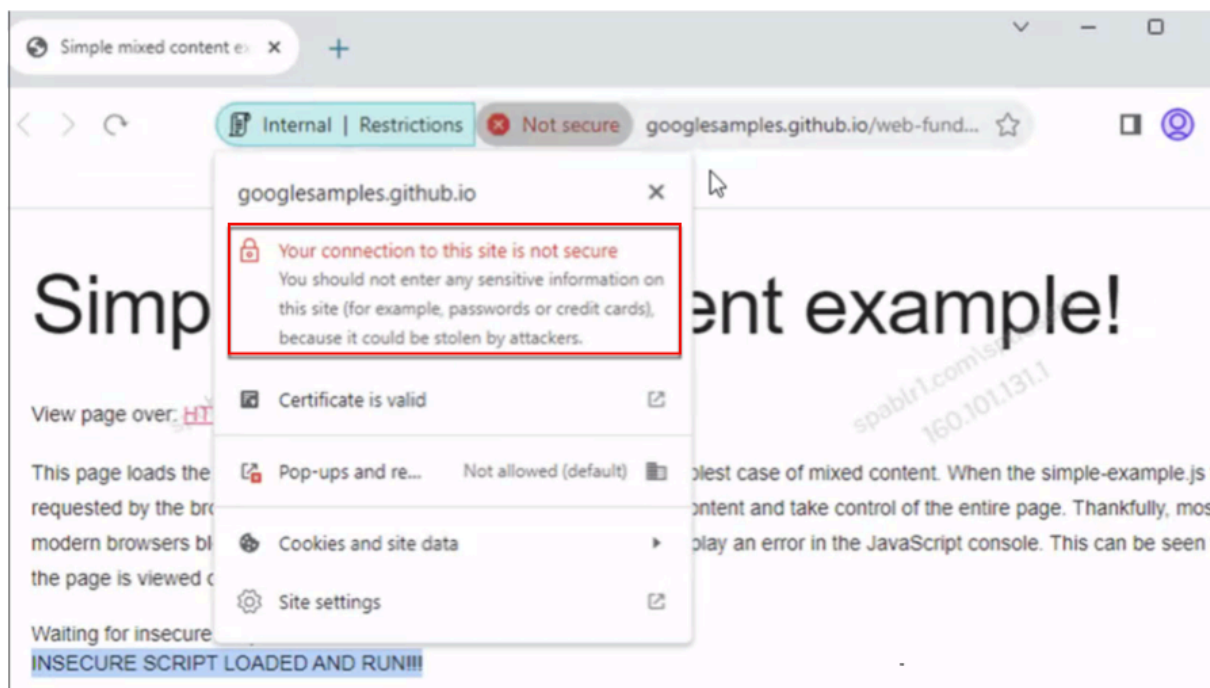 Simple mixed content e
Internal | Restrictions
Not secure
googlesamples.github.io/web-fund...
googlesamples.github.io
Your connection to this site is not secure
You should not enter any sensitive information on
this site (for example, passwords or credit cards),
because it could be stolen by attackers.
Certificate is valid
Pop-ups and re... Not allowed (default)
Cookies and site data
Site settings
Simp ent example!
View page over: HT
This page loads the plest case of mixed content. When the simple-example.js
requested by the bro ontent and take control of the entire page. Thankfully, mos
modern browsers bl play an error in the JavaScript console. This can be seen
the page is viewed o
Waiting for insecure
INSECURE SCRIPT LOADED AND RUN!!!
160.101.131.1